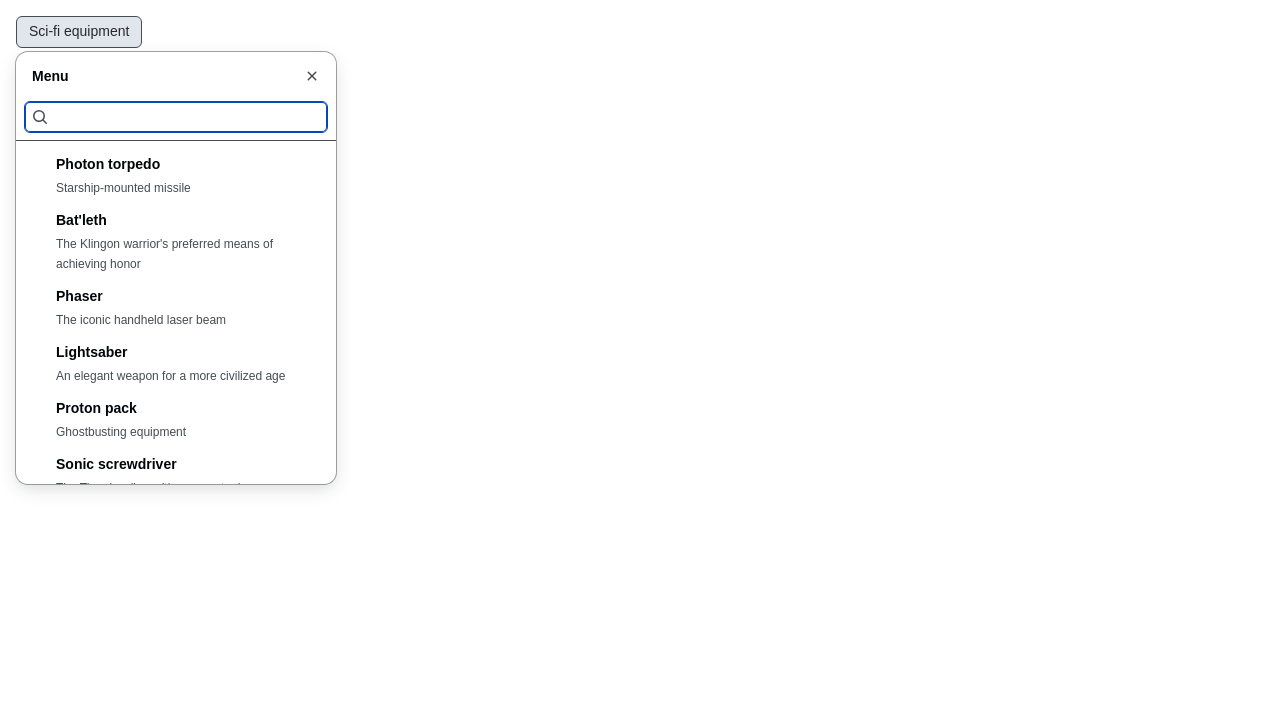 Sci-fi equipment
Menu
Photon torpedo
Starship-mounted missile
Bat'leth
The Klingon warrior's preferred means of
achieving honor
Phaser
The iconic handheld laser beam
Lightsaber
An elegant weapon for a more civilized age
Proton pack
Ghostbusting equipment
Sonic screwdriver